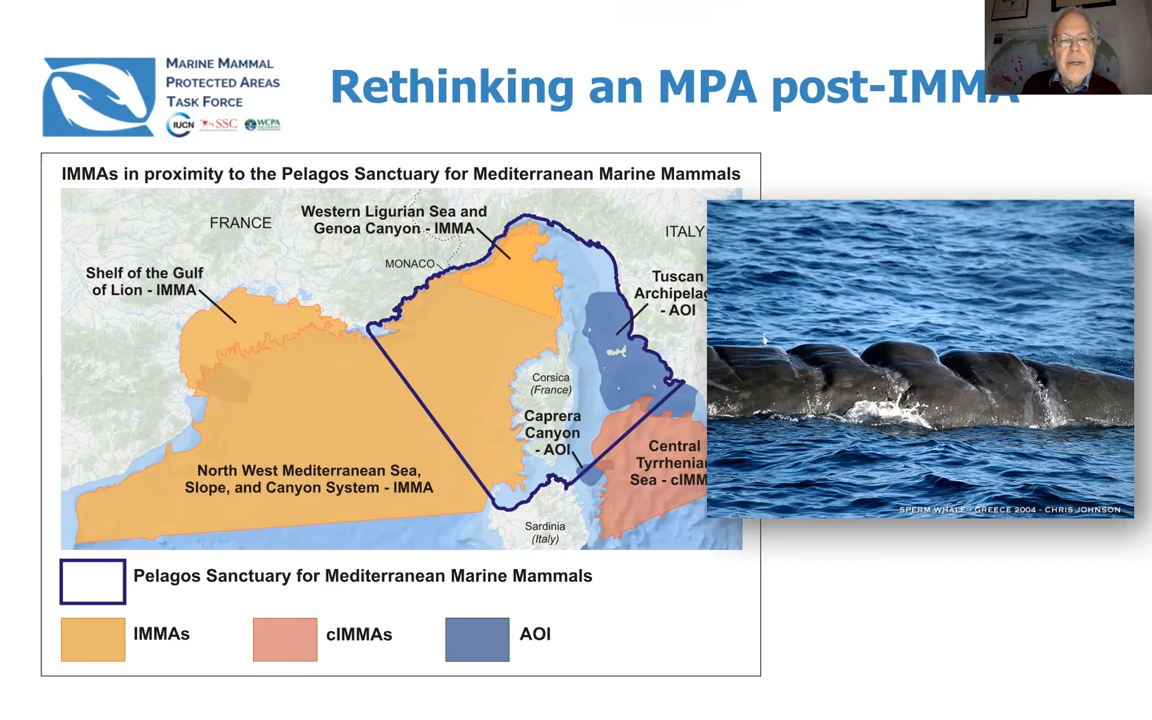 MARINE MAMMAL
PROTECTED AREAS
TASK FORCE
IUCN SSC WCPA
Rethinking an MPA post-IMMA
IMMAs in proximity to the Pelagos Sanctuary for Mediterranean Marine Mammals
FRANCE
Western Ligurian Sea and
Genoa Canyon - IMMA
ITALY
MONACO
Shelf of the Gulf
of Lion - IMMA
Tuscan
Archipelag
- AOI
Corsica
(France)
Caprera
Canyon
- AOI
Central
Tyrrhenian
Sea - cIMM
North West Mediterranean Sea,
Slope, and Canyon System - IMMA
Sardinia
(Italy)
SPERM WHALE - GREECE 2004 - CHRIS JOHNSON
Pelagos Sanctuary for Mediterranean Marine Mammals
IMMAs
cIMMAs
AOI